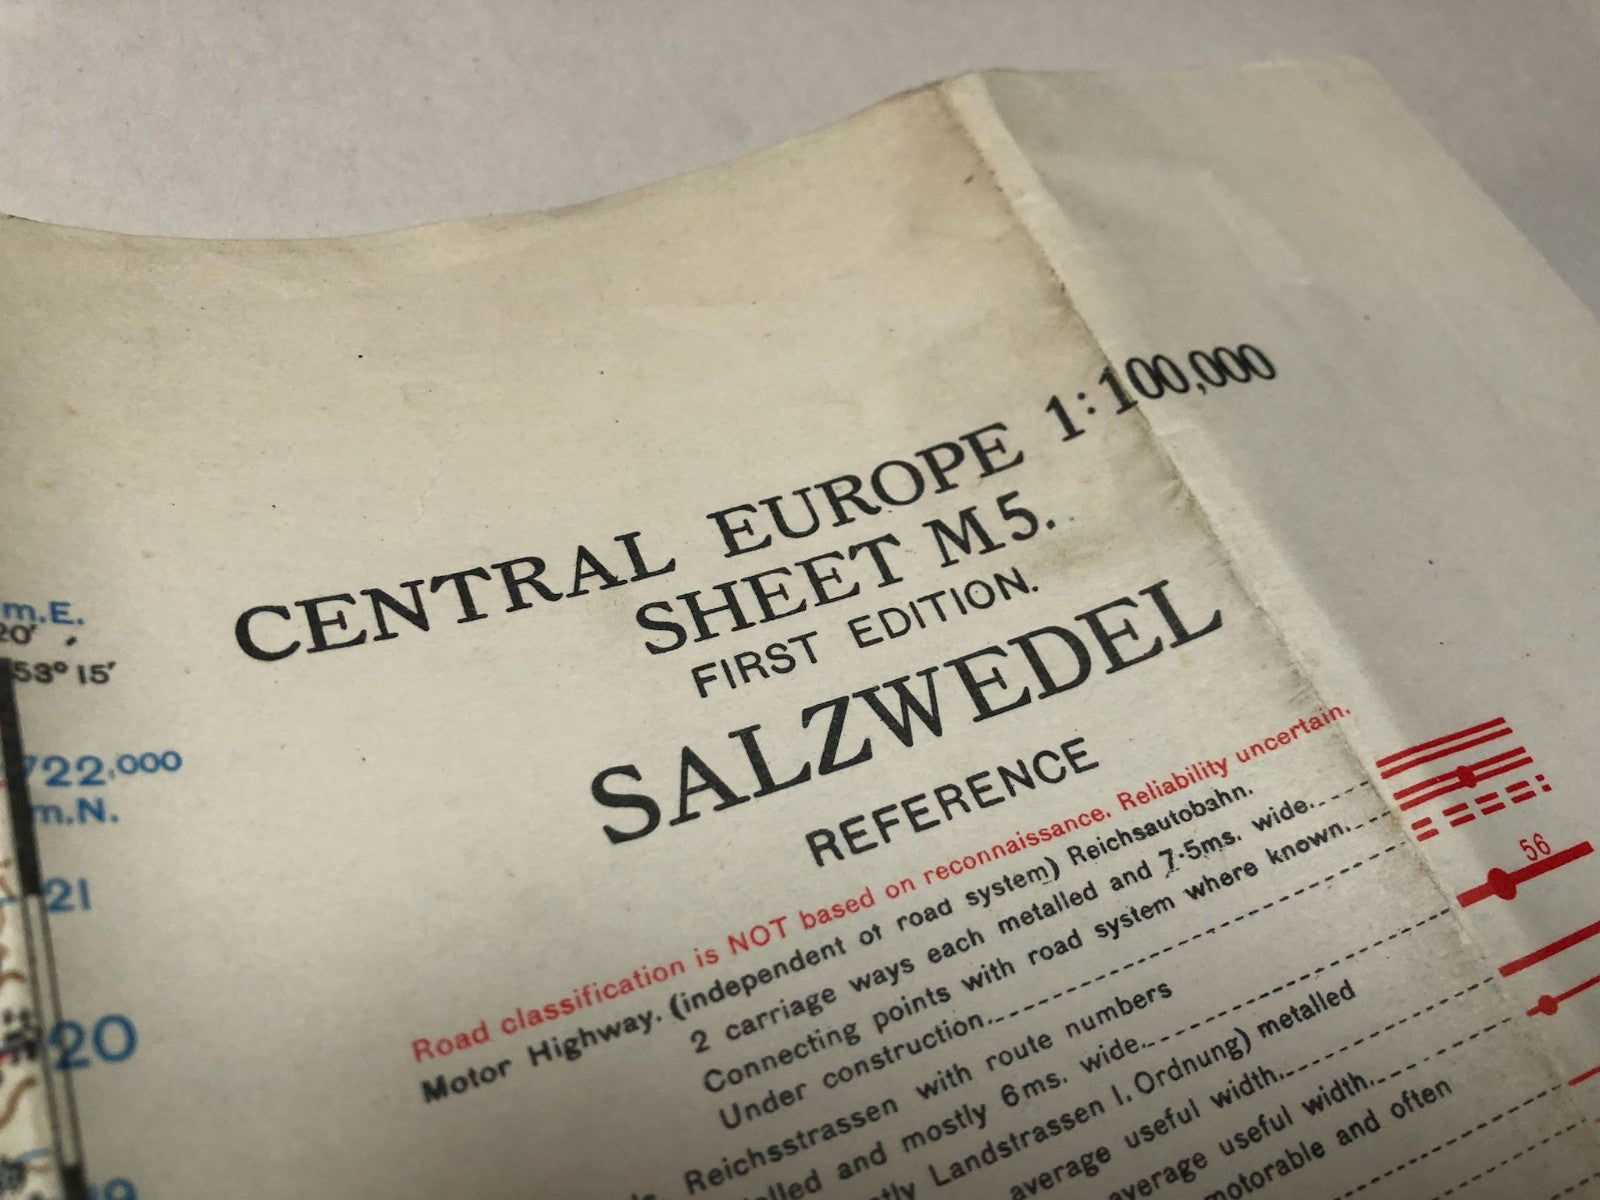 CENTRAL EUROPE 1:100,000
SHEET M5.
FIRST EDITION.
SALZWEDEL
REFERENCE
Road classification is NOT based on reconnaissance. Reliability uncertain.
Motor Highway. (independent of road system) Reichsautobahn.
2 carriage ways each metalled and 7·5ms. wide.
Connecting points with road system where known.
Under construction.
Reichsstrassen with route numbers
56
and mostly 6ms. wide.
Landstrassen I. Ordnung) metalled
average useful width.
average useful width.
motorable and often
m.E.
20′
53° 15′
722,000
m.N.
21
20
19